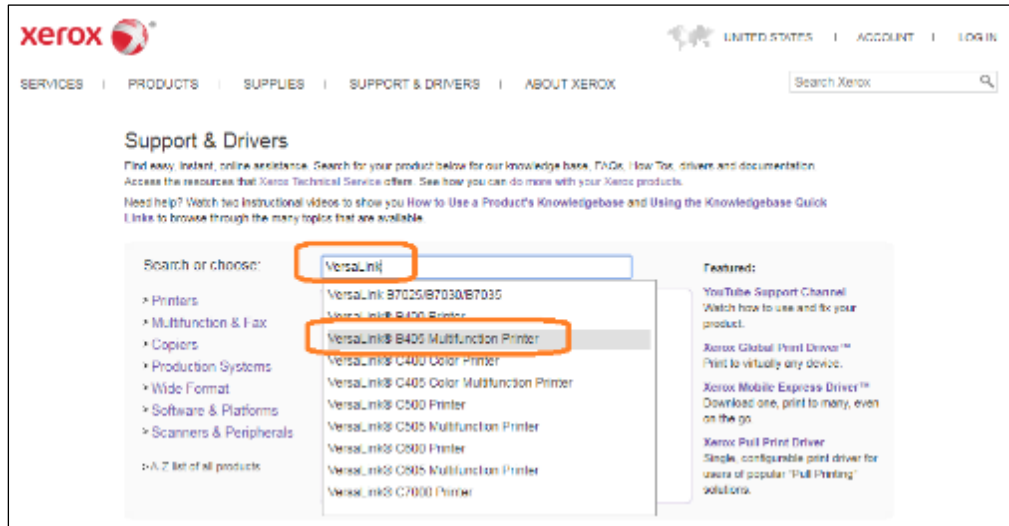 xerox
UNITED STATES | ACCOUNT | LOG IN
SERVICES | PRODUCTS | SUPPLIES | SUPPORT & DRIVERS | ABOUT XEROX
Search Xerox
Support & Drivers
Find easy, instant, online assistance. Search for your product below for our knowledge base, FAQs, How Tos, drivers and documentation.
Access the resources that Xerox Technical Service offers. See how you can do more with your Xerox products.
Need help? Watch two instructional videos to show you How to Use a Product's Knowledgebase and Using the Knowledgebase Quick
Links to browse through the many topics that are available.
Search or choose:
> Printers
> Multifunction & Fax
> Copiers
> Production Systems
> Wide Format
> Software & Platforms
> Scanners & Peripherals
> A-Z list of all products
VersaLink
VersaLink B7025/B7030/B7035
VersaLink® B400 Printer
VersaLink® B405 Multifunction Printer
VersaLink® C400 Color Printer
VersaLink® C405 Color Multifunction Printer
VersaLink® C500 Printer
VersaLink® C505 Multifunction Printer
VersaLink® C600 Printer
VersaLink® C605 Multifunction Printer
VersaLink® C7000 Printer
Featured:
YouTube Support Channel
Watch how to use and fix your
product.
Xerox Global Print Driver™
Print to virtually any device.
Xerox Mobile Express Driver™
Download one, print to many, even
on the go
Xerox Pull Print Driver
Single, configurable print driver for
users of popular "Pull Printing"
solutions.